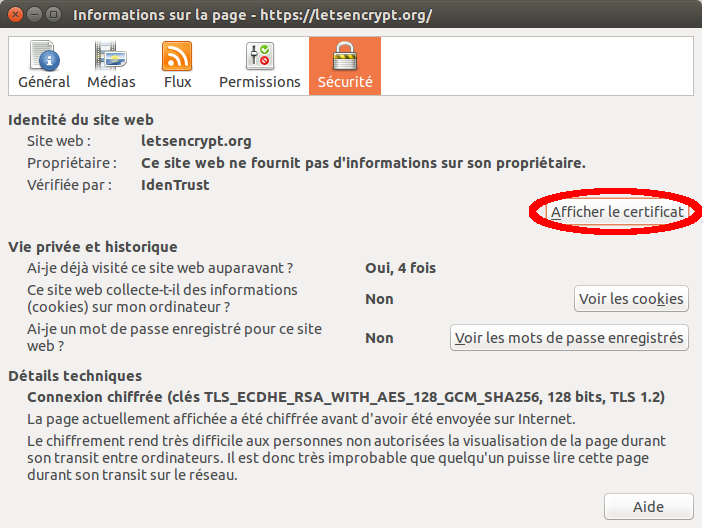 Informations sur la page - https://letsencrypt.org/
Général Médias Flux Permissions Sécurité
Identité du site web
Site web : letsencrypt.org
Propriétaire : Ce site web ne fournit pas d'informations sur son propriétaire.
Vérifiée par : IdenTrust
Afficher le certificat
Vie privée et historique
Ai-je déjà visité ce site web auparavant ? Oui, 4 fois
Ce site web collecte-t-il des informations
(cookies) sur mon ordinateur ? Non Voir les cookies
Ai-je un mot de passe enregistré pour ce site
web ? Non Voir les mots de passe enregistrés
Détails techniques
Connexion chiffrée (clés TLS_ECDHE_RSA_WITH_AES_128_GCM_SHA256, 128 bits, TLS 1.2)
La page actuellement affichée a été chiffrée avant d'avoir été envoyée sur Internet.
Le chiffrement rend très difficile aux personnes non autorisées la visualisation de la page durant
son transit entre ordinateurs. Il est donc très improbable que quelqu'un puisse lire cette page
durant son transit sur le réseau.
Aide